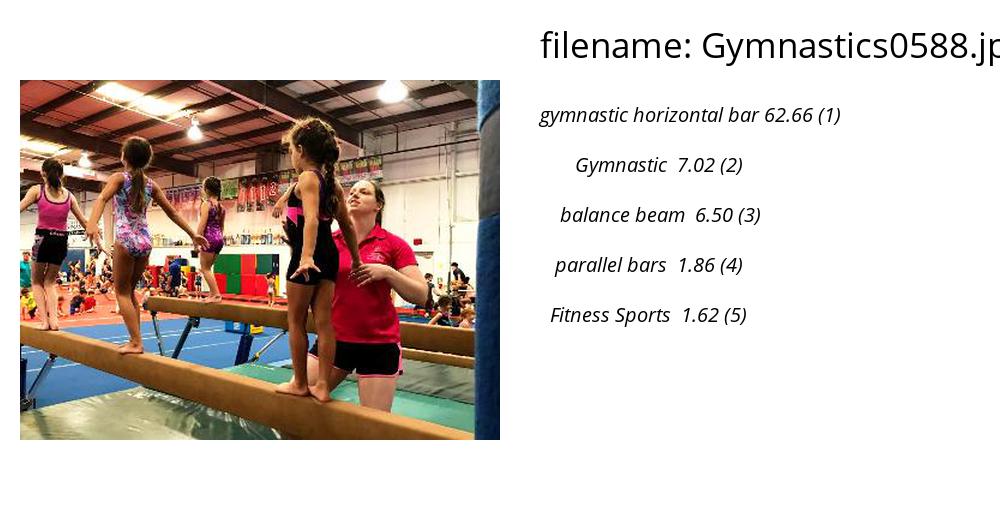 filename: Gymnastics0588.jp
gymnastic horizontal bar 62.66 (1)
Gymnastic 7.02 (2)
balance beam 6.50 (3)
parallel bars 1.86 (4)
Fitness Sports 1.62 (5)